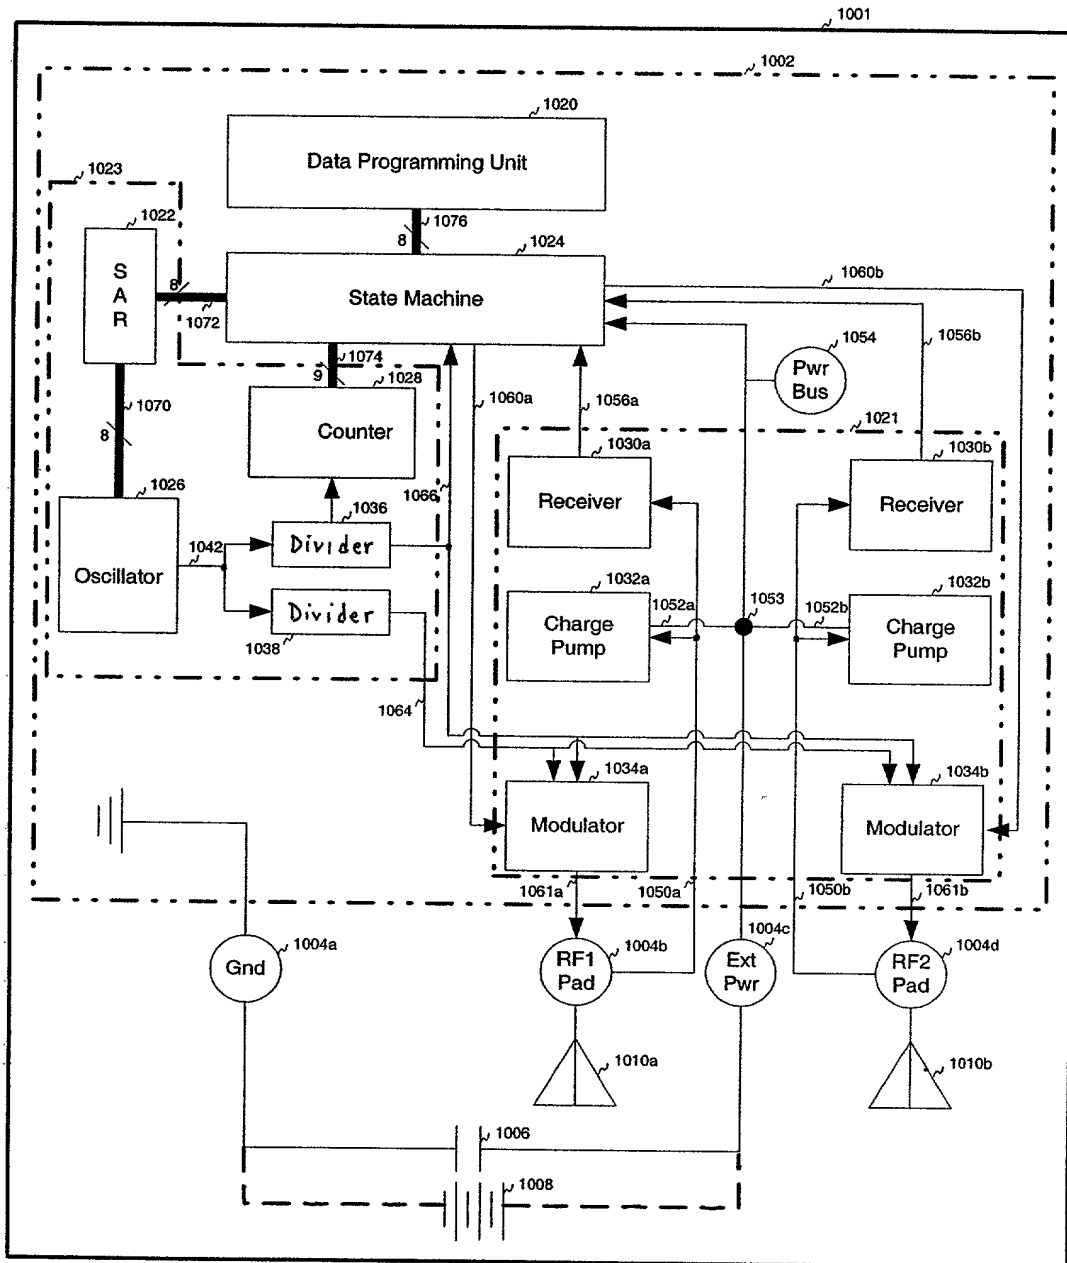 1001
1002
1020
Data Programming Unit
1023
1022
1076
8
1024
S
A
R
8
1072
State Machine
1060b
1074
9
1028
1054
Pwr
Bus
1056b
1070
8
1060a
1056a
Counter
1021
1030a
1030b
1026
1036
1066
Receiver
Receiver
Oscillator
1042
Divider
Divider
1038
1032a
1032b
1052a
1053
1052b
Charge
Pump
Charge
Pump
1064
1034a
1034b
Modulator
Modulator
1061a
1050a
1050b
1061b
1004a
Gnd
1004b
RF1
Pad
1004c
Ext
Pwr
1004d
RF2
Pad
1010a
1010b
1006
1008